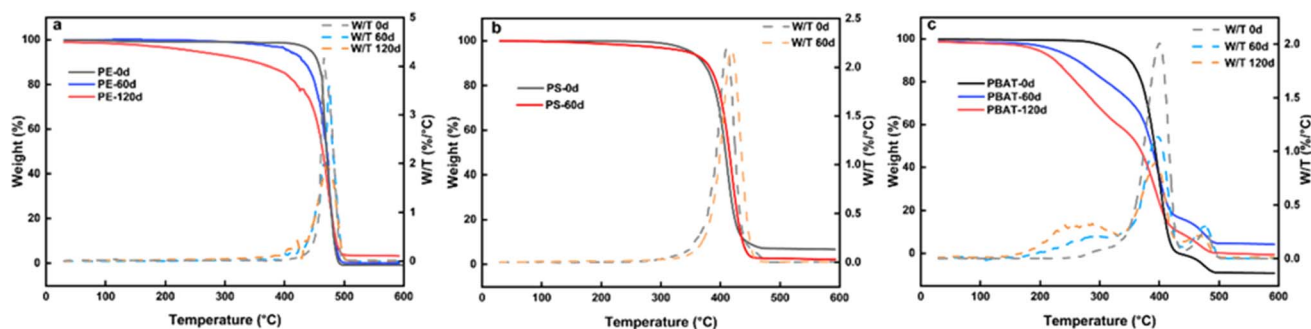 a
W/T 0d
W/T 60d
W/T 120d
PE-0d
PE-60d
PE-120d
Weight (%)
100
80
60
40
20
0
5
4
3
2
1
0
W/T (%/°C)
0 100 200 300 400 500 600
Temperature (°C)
b
W/T 0d
W/T 60d
PS-0d
PS-60d
Weight (%)
100
80
60
40
20
0
2.5
2.0
1.5
1.0
0.5
0.0
W/T (%/°C)
0 100 200 300 400 500 600
Temperature (°C)
c
W/T 0d
W/T 60d
W/T 120d
PBAT-0d
PBAT-60d
PBAT-120d
Weight (%)
100
80
60
40
20
0
2.0
1.5
1.0
0.5
0.0
W/T (%/°C)
0 100 200 300 400 500 600
Temperature (°C)